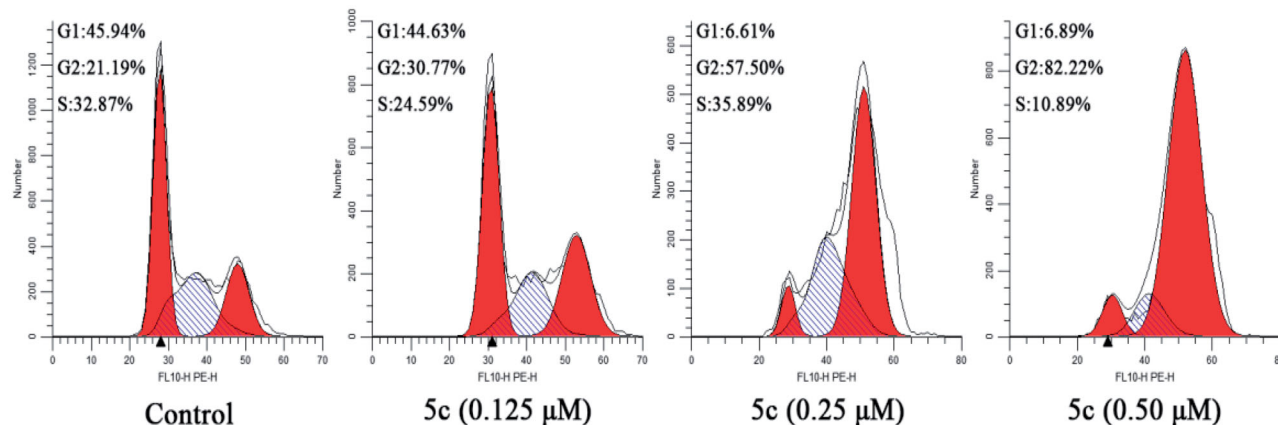 G1:45.94%
G2:21.19%
S:32.87%
Number
0 200 400 600 800 1000 1200
0 10 20 30 40 50 60 70
FL10-H PE-H
Control
G1:44.63%
G2:30.77%
S:24.59%
Number
0 200 400 600 800 1000
0 10 20 30 40 50 60 70
FL10-H PE-H
5c (0.125 μM)
G1:6.61%
G2:57.50%
S:35.89%
Number
0 100 200 300 400 500 600
0 20 40 60 80
FL10-H PE-H
5c (0.25 μM)
G1:6.89%
G2:82.22%
S:10.89%
Number
0 200 400 600 800
0 20 40 60 80
FL10-H PE-H
5c (0.50 μM)